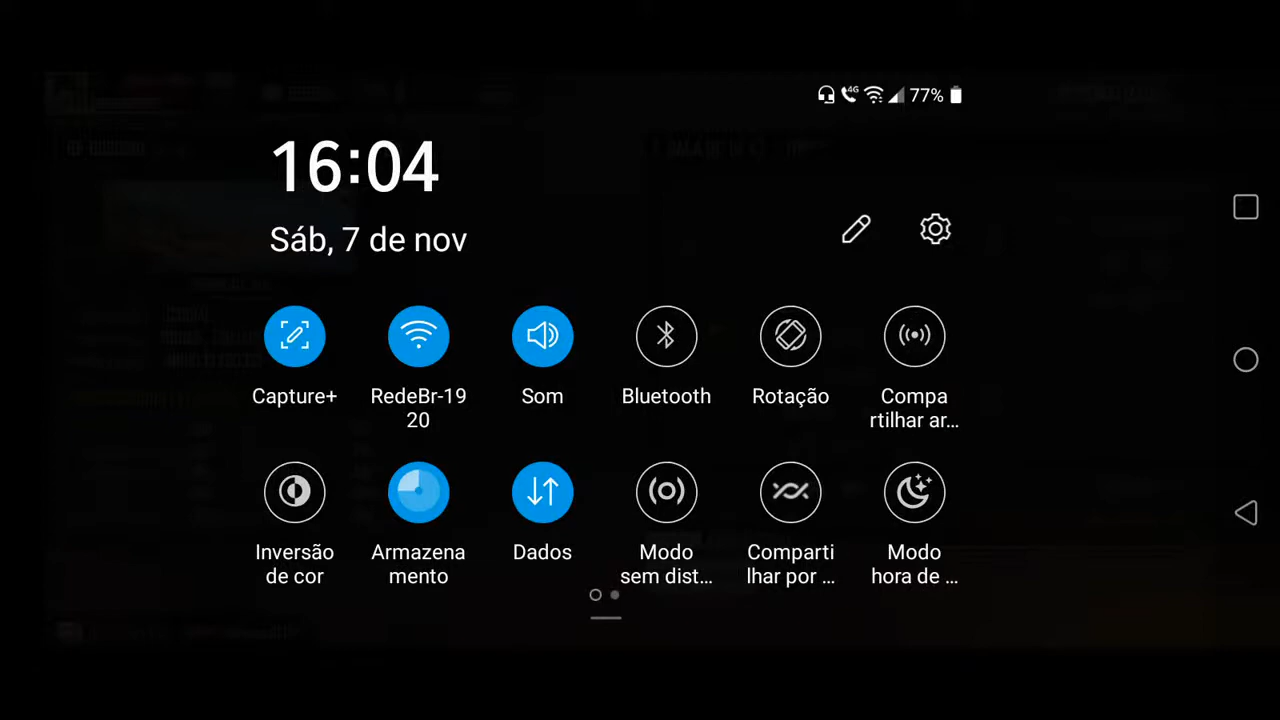 4G 77%
16:04
Sáb, 7 de nov
Capture+
RedeBr-19
20
Som
Bluetooth
Rotação
Compa
rtilhar ar...
Inversão
de cor
Armazena
mento
Dados
Modo
sem dist...
Comparti
lhar por ...
Modo
hora de ...